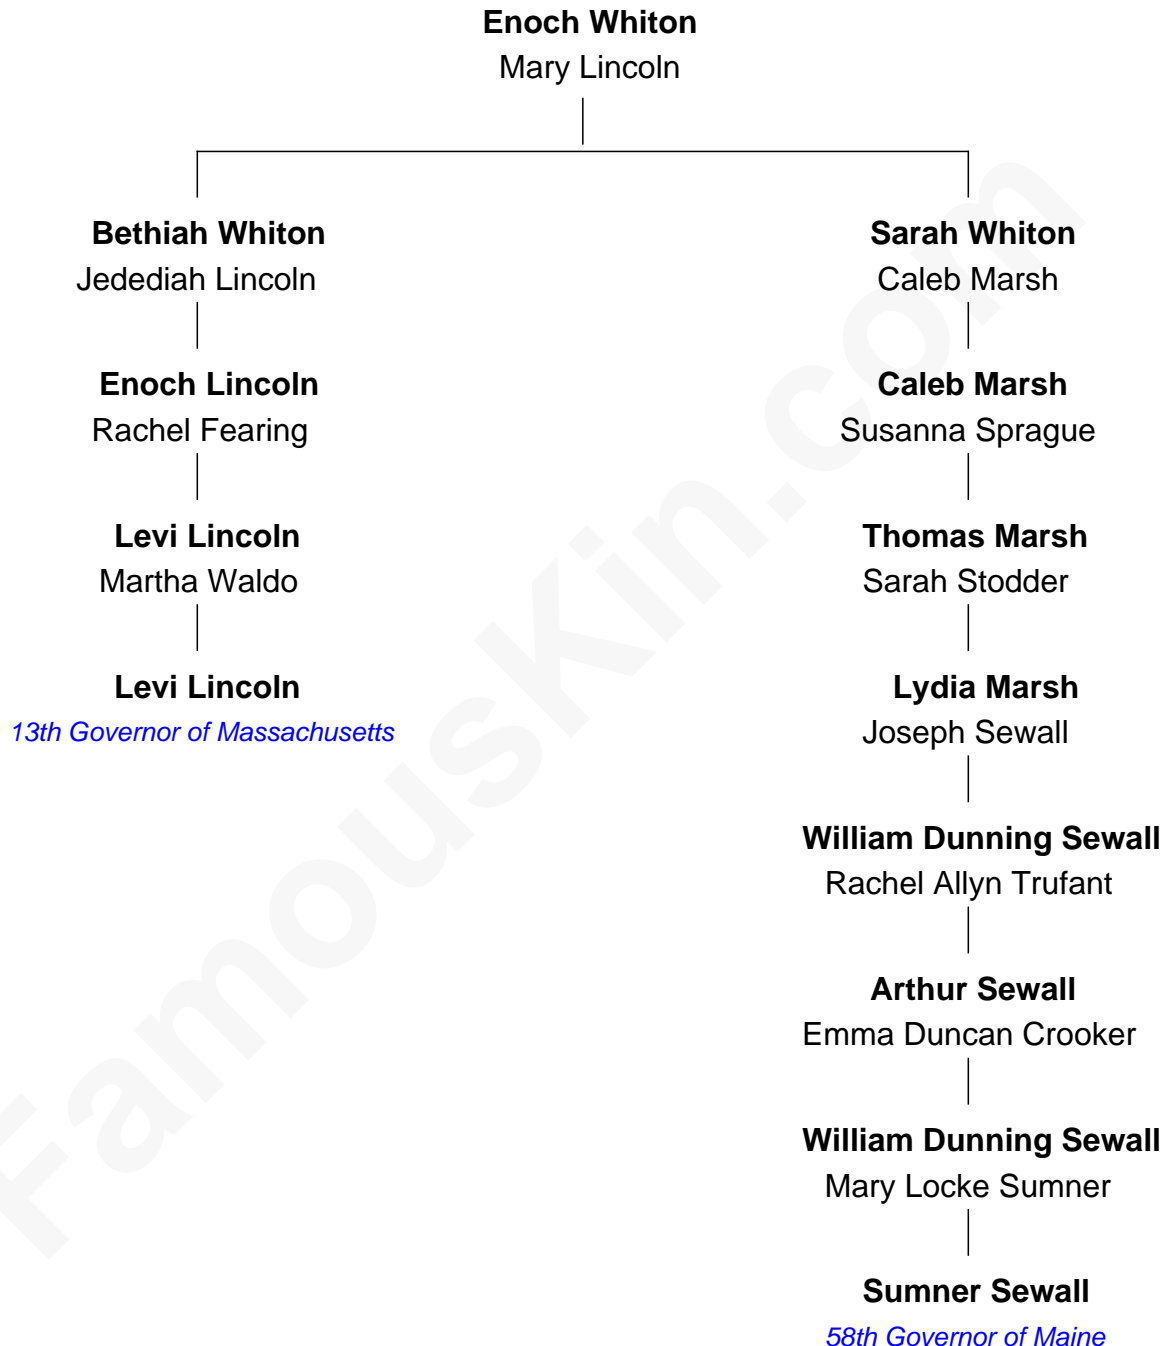 Enoch Whiton
Mary Lincoln
Bethiah Whiton
Jedediah Lincoln
Sarah Whiton
Caleb Marsh
Enoch Lincoln
Rachel Fearing
Caleb Marsh
Susanna Sprague
Levi Lincoln
Martha Waldo
Thomas Marsh
Sarah Stodder
Levi Lincoln
13th Governor of Massachusetts
Lydia Marsh
Joseph Sewall
William Dunning Sewall
Rachel Allyn Trufant
Arthur Sewall
Emma Duncan Crooker
William Dunning Sewall
Mary Locke Sumner
Sumner Sewall
58th Governor of Maine
FamousKin.com